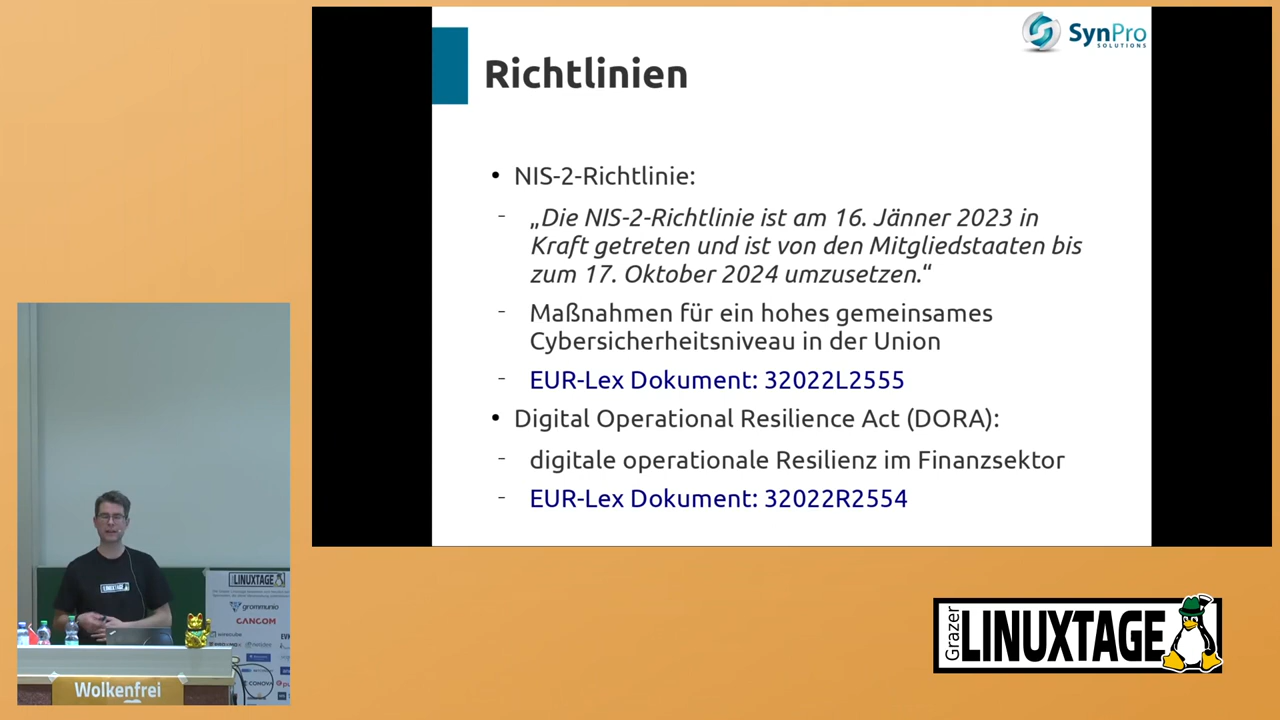 SynPro
SOLUTIONS
Richtlinien
• NIS-2-Richtlinie:
- „Die NIS-2-Richtlinie ist am 16. Jänner 2023 in
Kraft getreten und ist von den Mitgliedstaaten bis
zum 17. Oktober 2024 umzusetzen.“
- Maßnahmen für ein hohes gemeinsames
Cybersicherheitsniveau in der Union
- EUR-Lex Dokument: 32022L2555
• Digital Operational Resilience Act (DORA):
- digitale operationale Resilienz im Finanzsektor
- EUR-Lex Dokument: 32022R2554
LINUXTAGE
LINUXTAGE
grommunio
CANCOM
Wolkenfrei
Grazer
LINUXTAGE